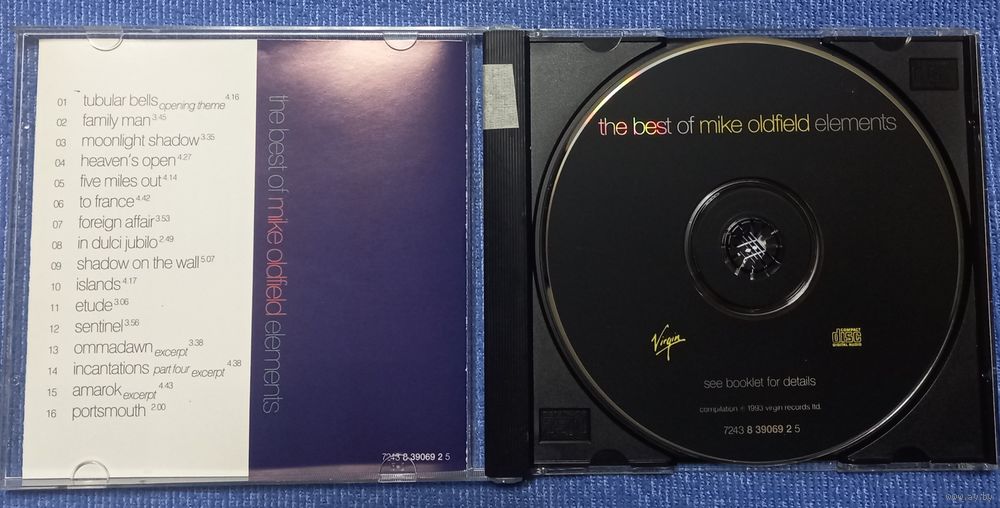 01 tubular bells opening theme 4.16
02 family man 3.45
03 moonlight shadow 3.35
04 heaven's open 4.27
05 five miles out 4.14
06 to france 4.42
07 foreign affair 3.53
08 in dulci jubilo 2.49
09 shadow on the wall 5.07
10 islands 4.17
11 etude 3.06
12 sentinel 3.56
13 ommadawn excerpt 3.38
14 incantations part four excerpt 4.38
15 amarok excerpt 4.43
16 portsmouth 2.00
the best of mike oldfield elements
7243 8 39069 2 5
the best of mike oldfield elements
Virgin
COMPACT
disc
DIGITAL AUDIO
see booklet for details
compilation ℗ 1993 virgin records ltd.
7243 8 39069 2 5
www.ay.by